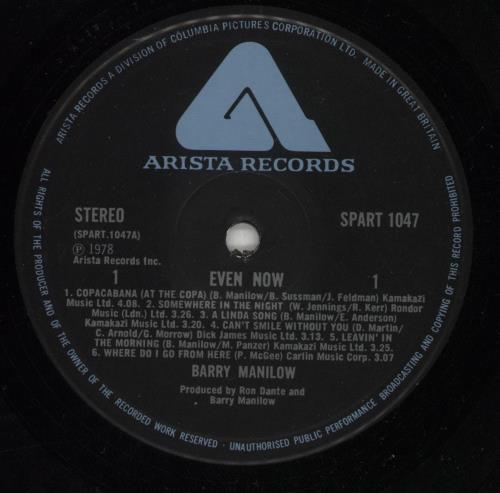 ARISTA RECORDS A DIVISION OF COLUMBIA PICTURES CORPORATION LTD. MADE IN GREAT BRITAIN
ARISTA RECORDS
STEREO
SPART 1047
(SPART.1047A)
℗ 1978
Arista Records Inc.
1 EVEN NOW 1
1. COPACABANA (AT THE COPA) (B. Manilow/B. Sussman/J. Feldman) Kamakazi
Music Ltd. 4.08. 2. SOMEWHERE IN THE NIGHT (W. Jennings/R. Kerr) Rondor
Music (Ldn.) Ltd. 3.26. 3. A LINDA SONG (B. Manilow/E. Anderson)
Kamakazi Music Ltd. 3.20. 4. CAN'T SMILE WITHOUT YOU (D. Martin/
C. Arnold/G. Morrow) Dick James Music Ltd. 3.13. 5. LEAVIN' IN
THE MORNING (B. Manilow/M. Panzer) Kamakazi Music Ltd. 3.25.
6. WHERE DO I GO FROM HERE (P. McGee) Carlin Music Corp. 3.07
BARRY MANILOW
Produced by Ron Dante and
Barry Manilow
ALL RIGHTS OF THE PRODUCER AND OF THE OWNER OF THE RECORDED WORK RESERVED · UNAUTHORISED PUBLIC PERFORMANCE BROADCASTING AND COPYING OF THIS RECORD PROHIBITED